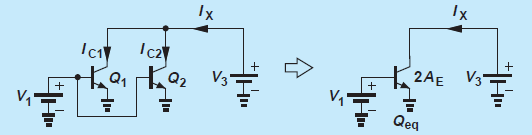 I_X I_X
I_C1 I_C2
Q_1 Q_2 V_3 + − 2A_E V_3 + −
V_1 + − V_1 + −
Q_eq